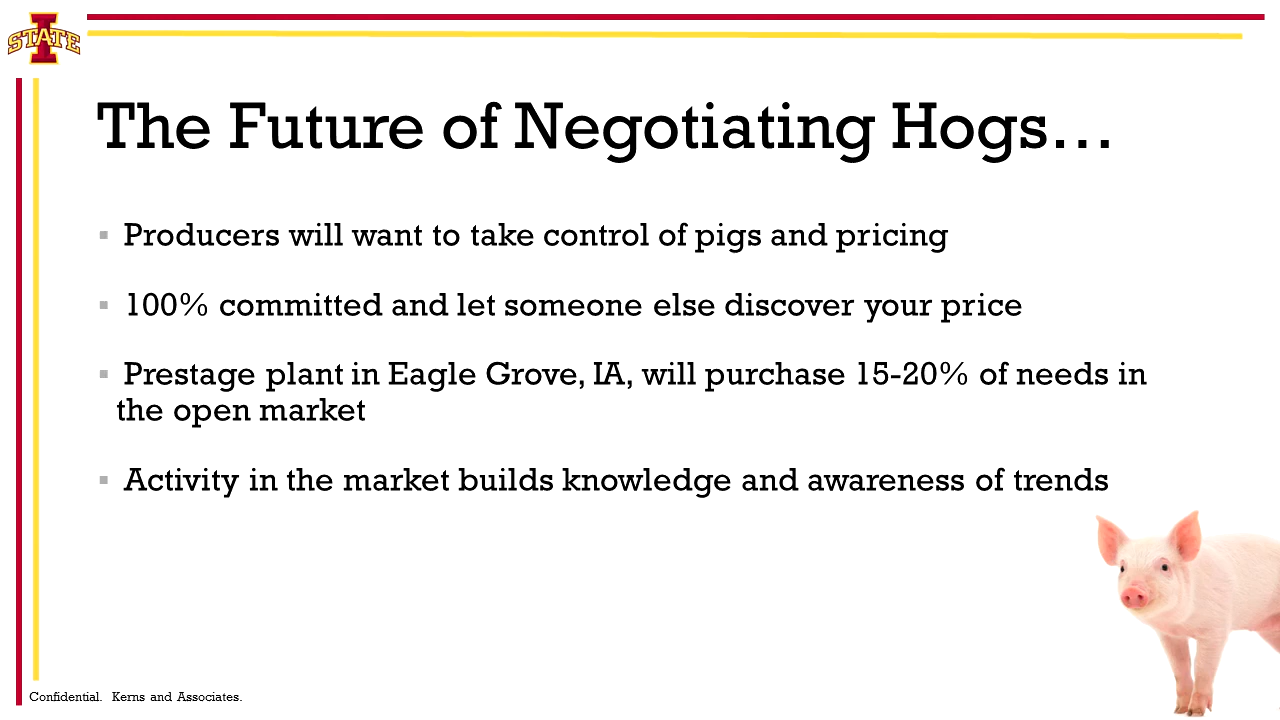 STATE
The Future of Negotiating Hogs...
▪ Producers will want to take control of pigs and pricing
▪ 100% committed and let someone else discover your price
▪ Prestage plant in Eagle Grove, IA, will purchase 15-20% of needs in
the open market
▪ Activity in the market builds knowledge and awareness of trends
Confidential. Kerns and Associates.